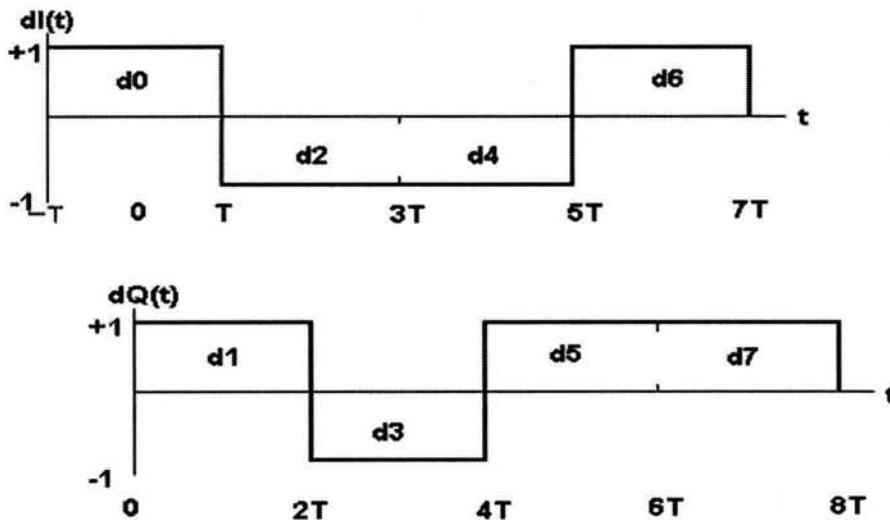 dI(t)
+1
d0
d6
t
d2
d4
-1
-T 0 T 3T 5T 7T
dQ(t)
+1
d1
d5
d7
t
d3
-1
0 2T 4T 6T 8T